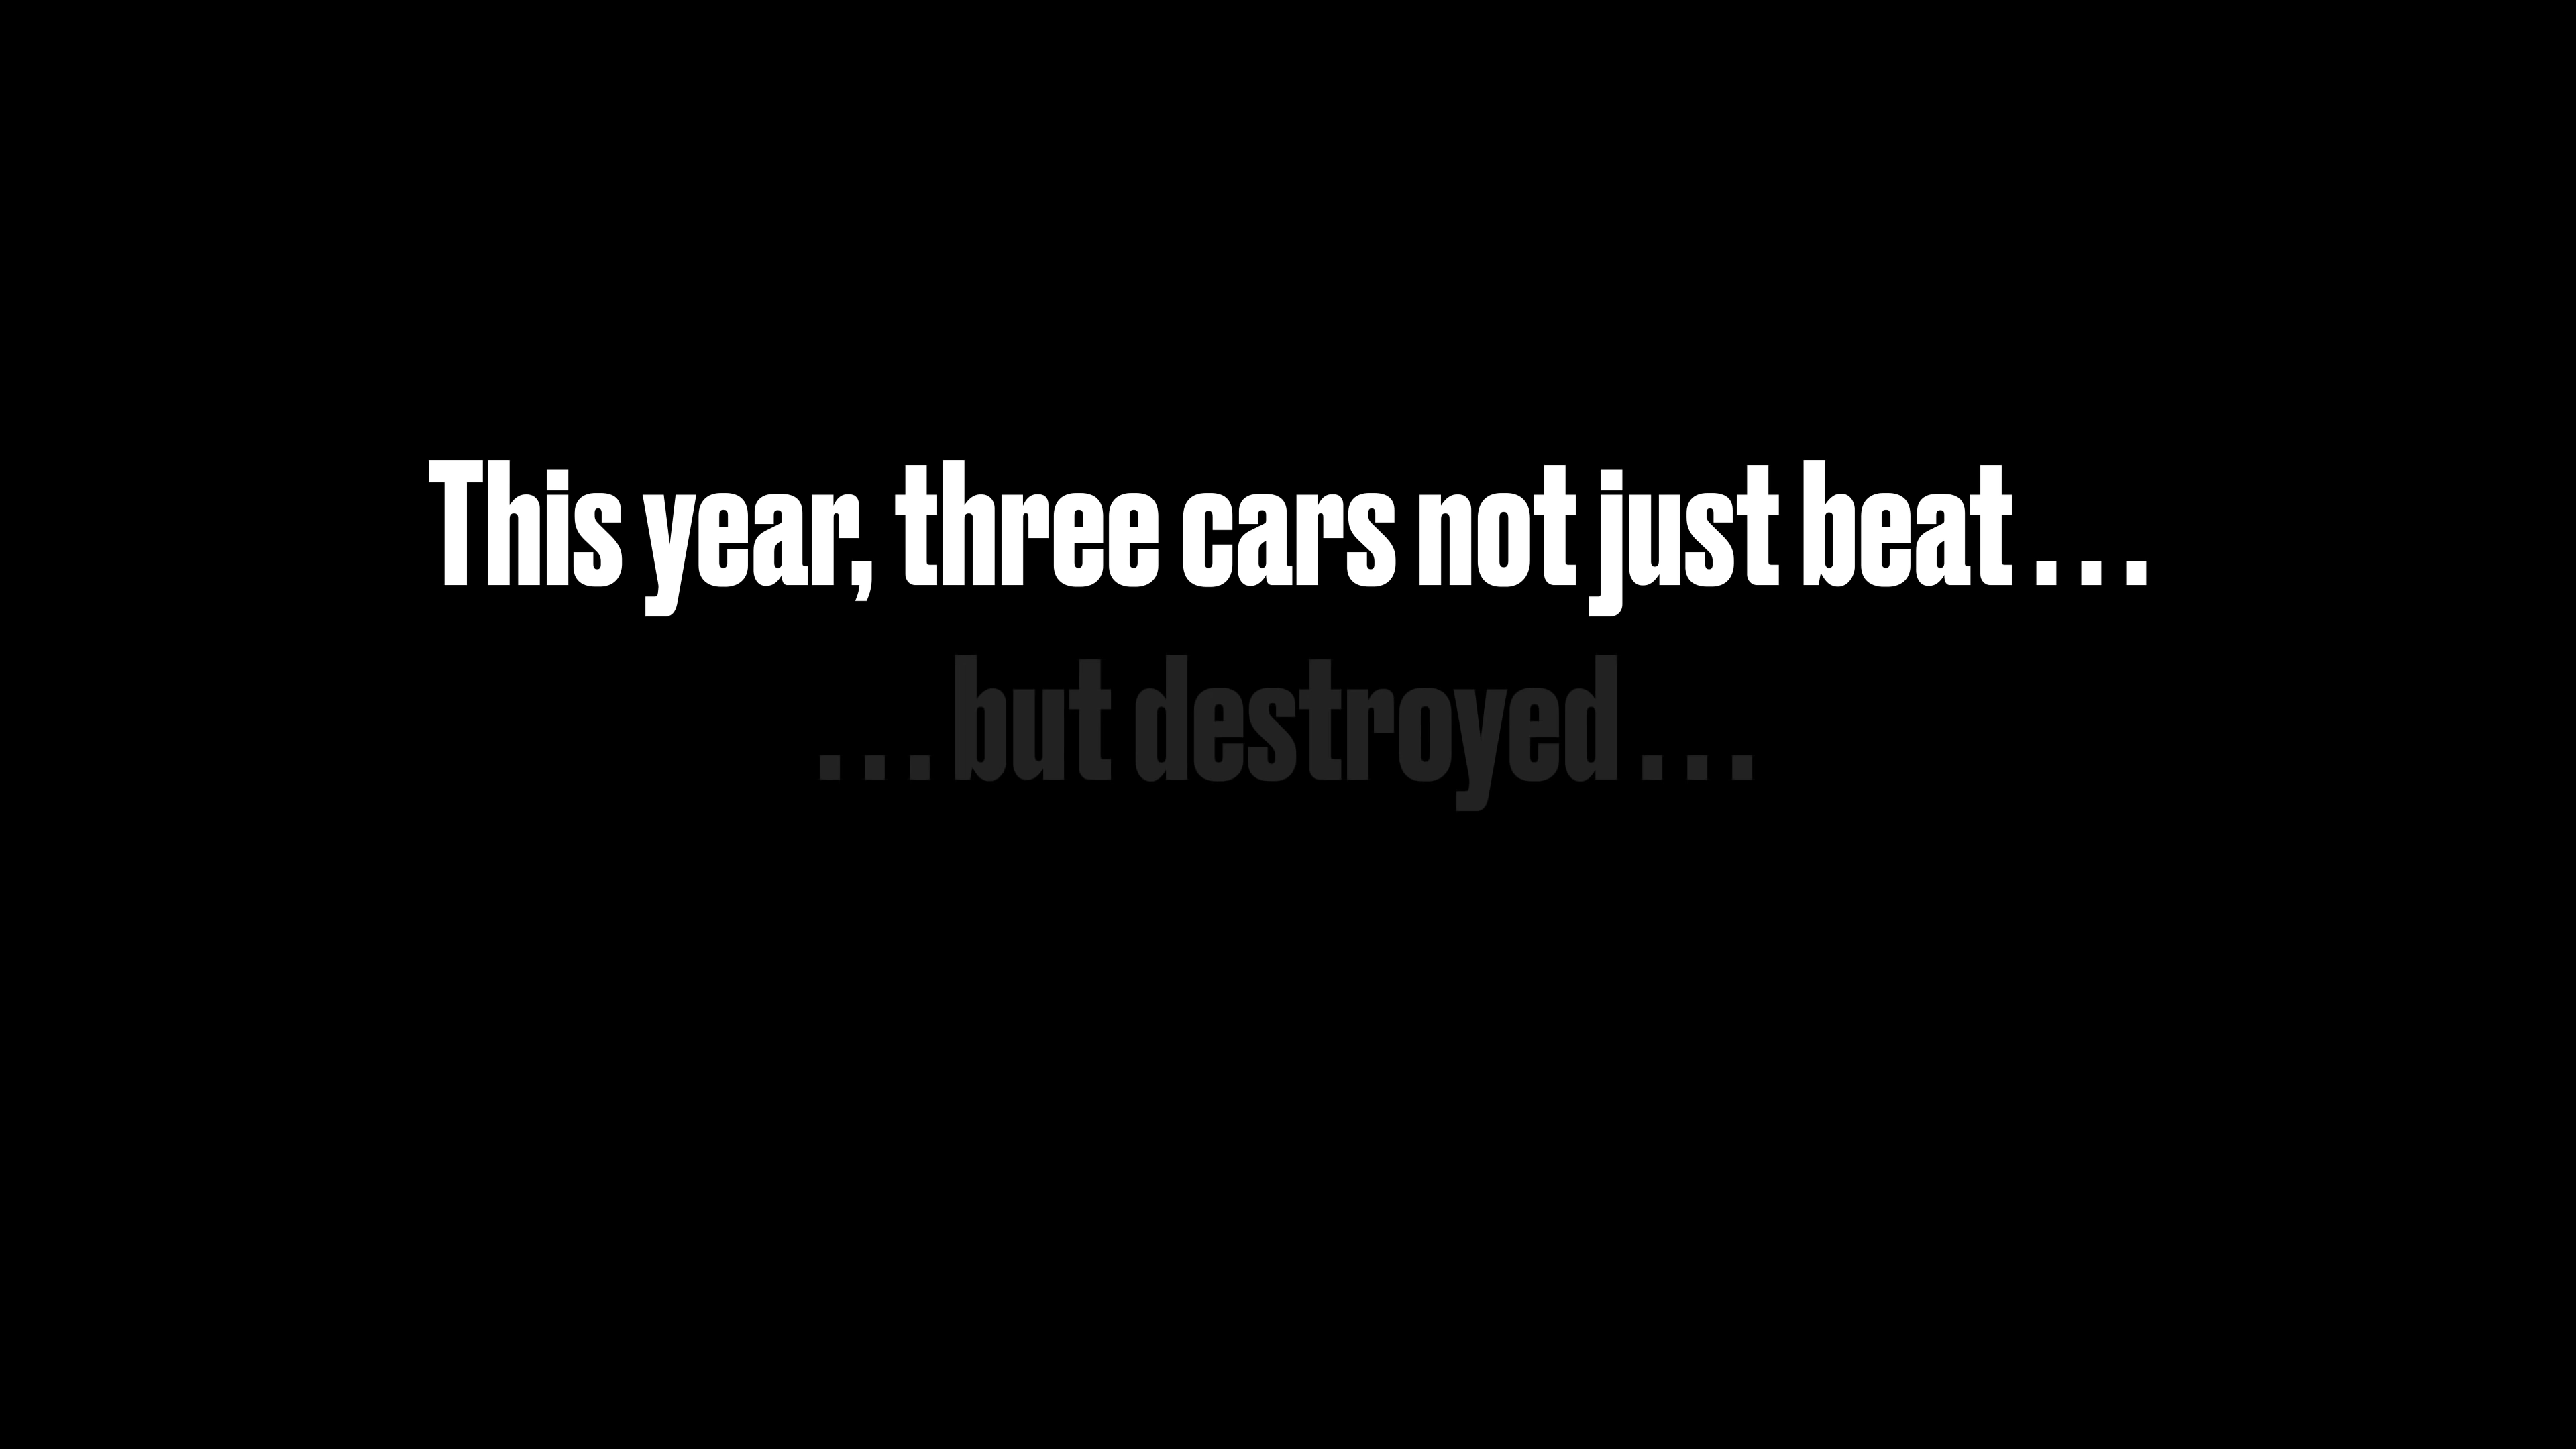 This year, three cars not just beat . . .
. . . but destroyed . . .